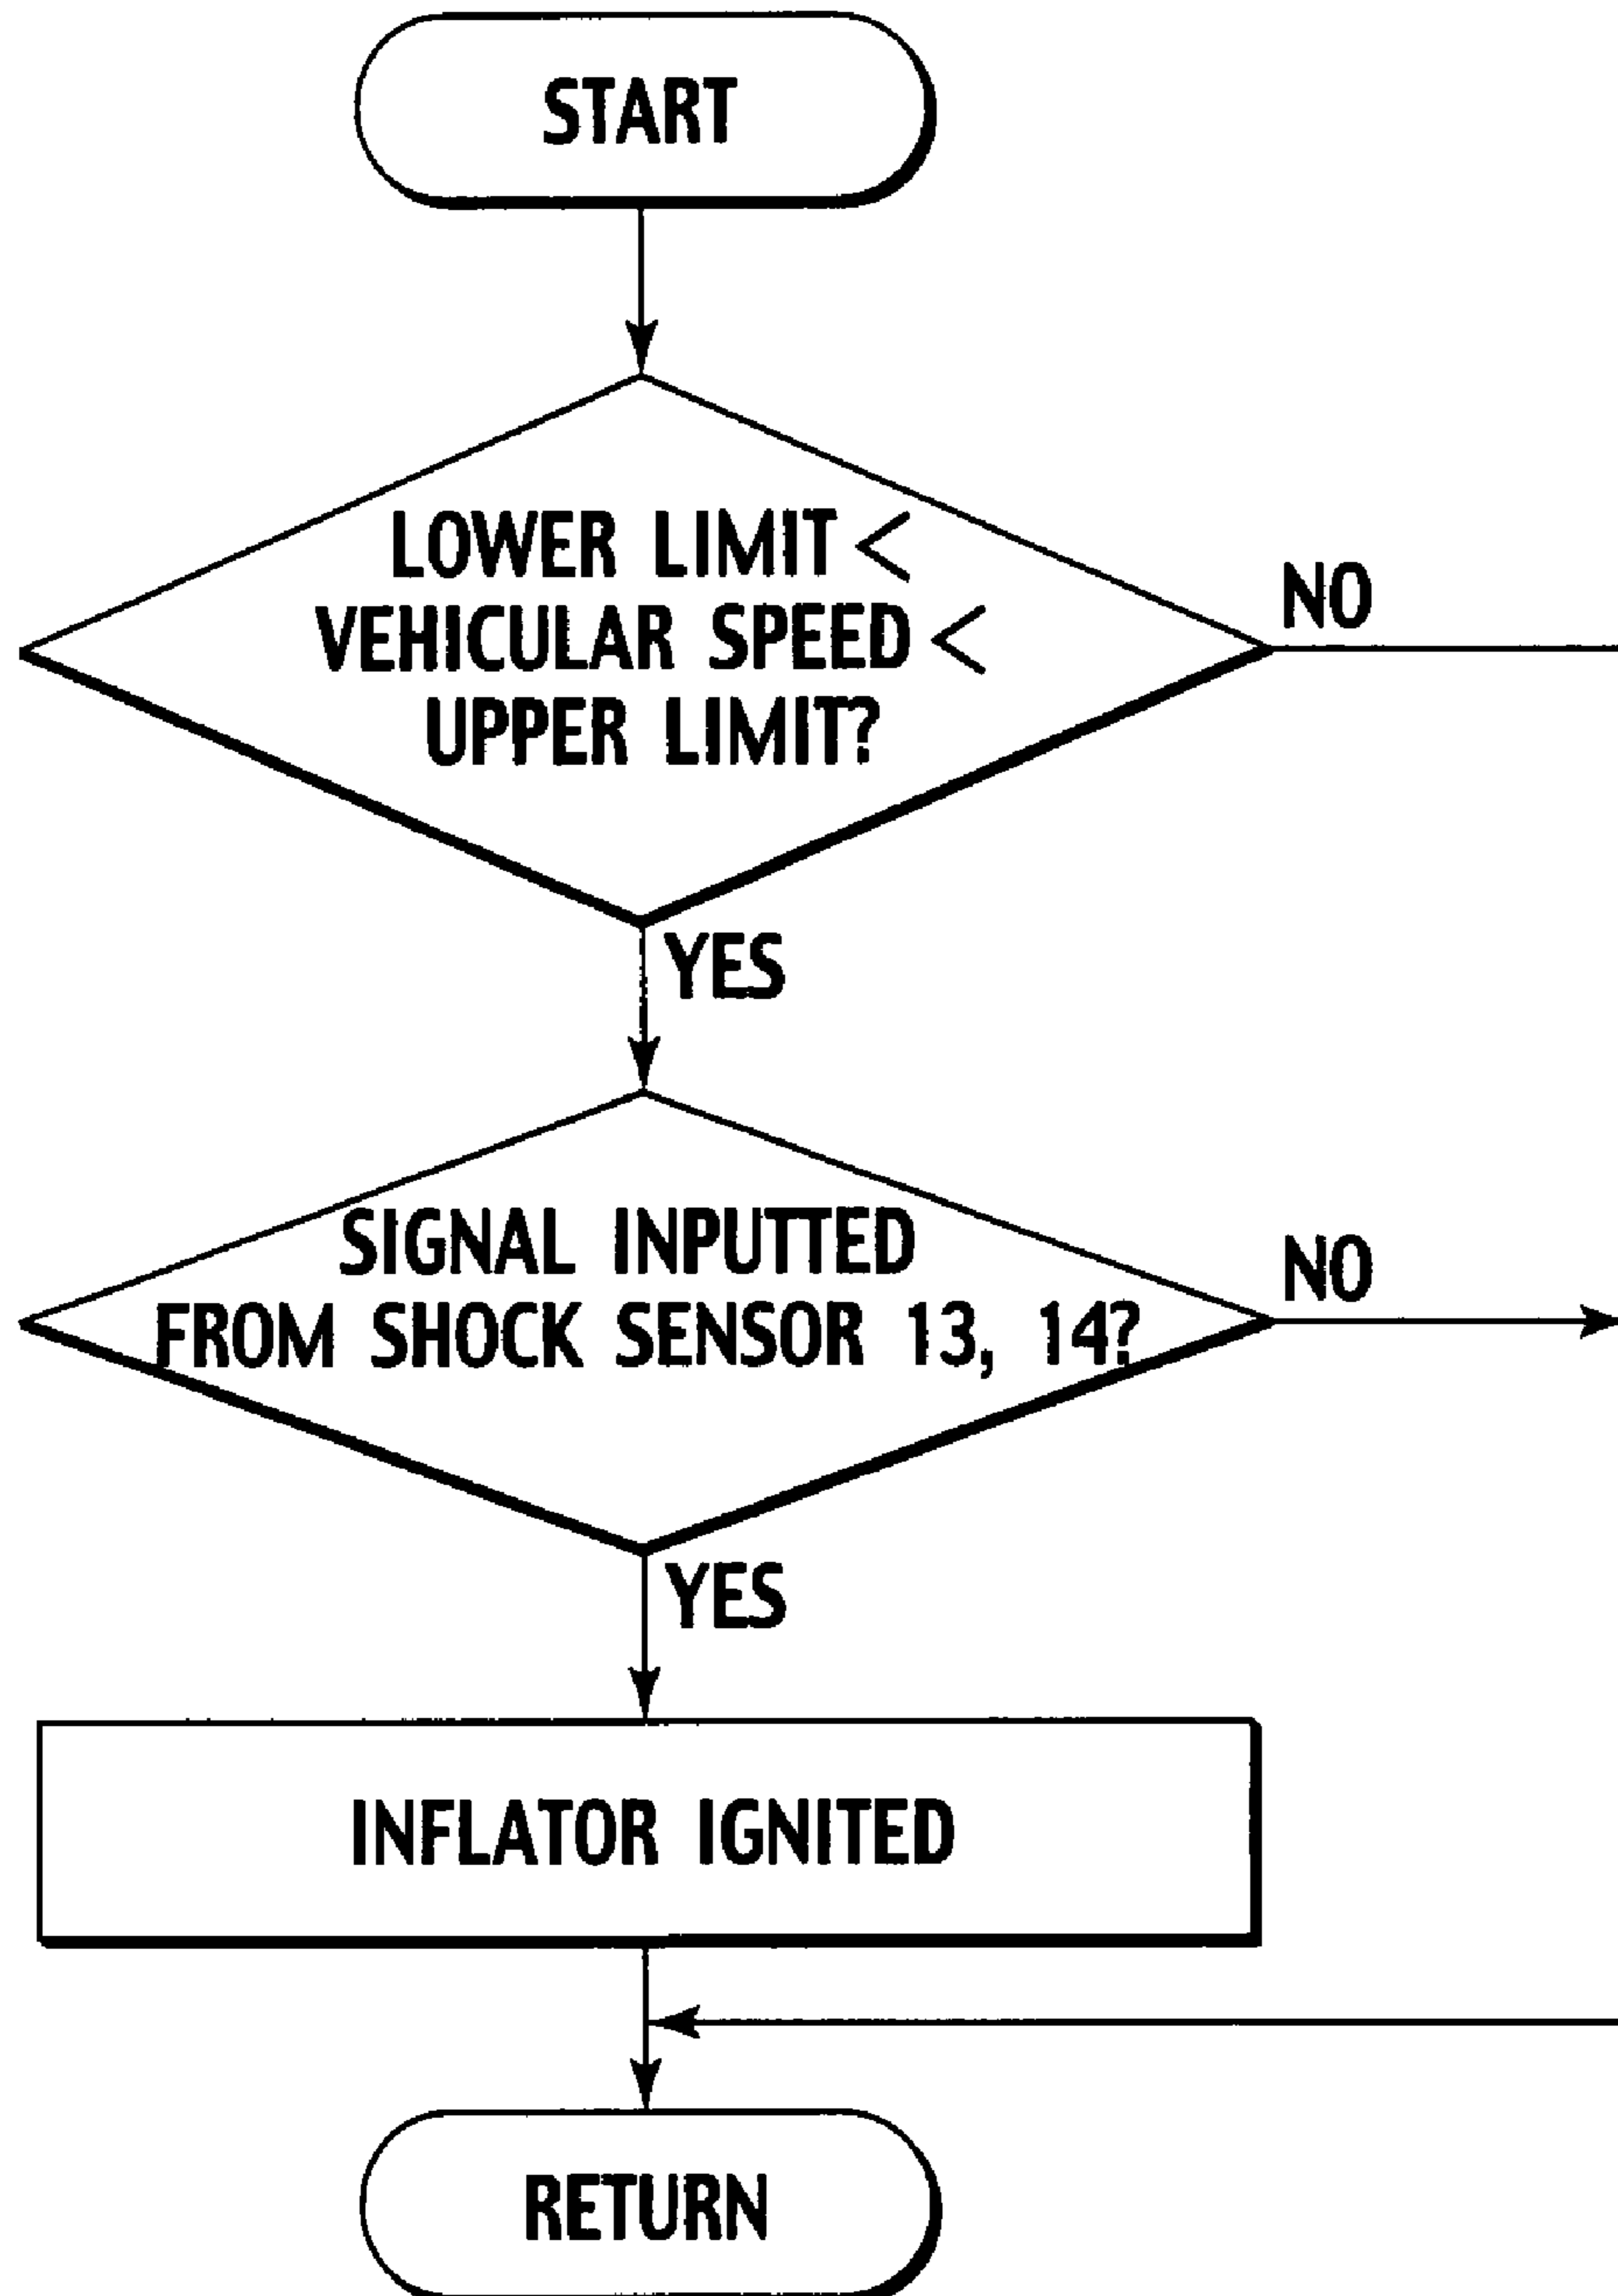 START
LOWER LIMIT <
VEHICULAR SPEED <
UPPER LIMIT?
NO
YES
SIGNAL INPUTTED
FROM SHOCK SENSOR 13, 14?
NO
YES
INFLATOR IGNITED
RETURN